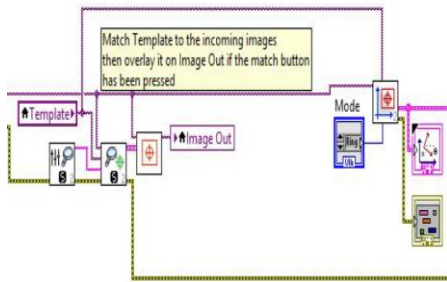 Match Template to the incoming images
then overlay it on Image Out if the match button
has been pressed
Template
Mode
Image Out
Ring
U16
S
S